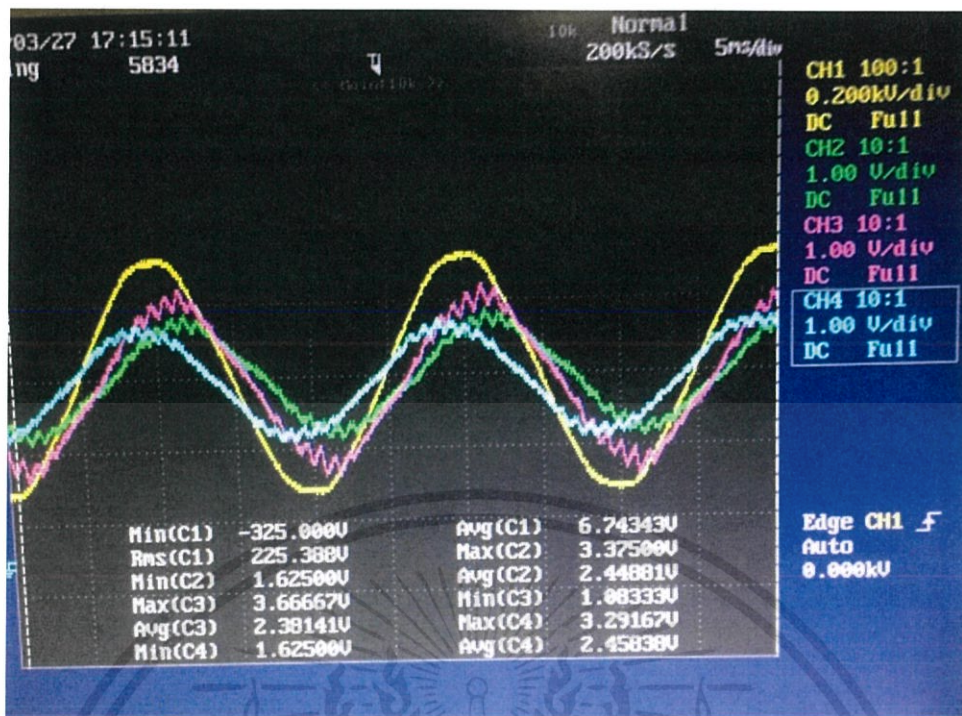 /03/27 17:15:11
ing 5834
10k Normal
200kS/s 5ms/div
<< Main:10k >>
CH1 100:1
0.200kV/div
DC Full
CH2 10:1
1.00 V/div
DC Full
CH3 10:1
1.00 V/div
DC Full
CH4 10:1
1.00 V/div
DC Full
Edge CH1
Auto
0.000kV
Min(C1) -325.000V Avg(C1) 6.74343V
Rms(C1) 225.388V Max(C2) 3.37500V
Min(C2) 1.62500V Avg(C2) 2.44881V
Max(C3) 3.66667V Min(C3) 1.08333V
Avg(C3) 2.38141V Max(C4) 3.29167V
Min(C4) 1.62500V Avg(C4) 2.45838V